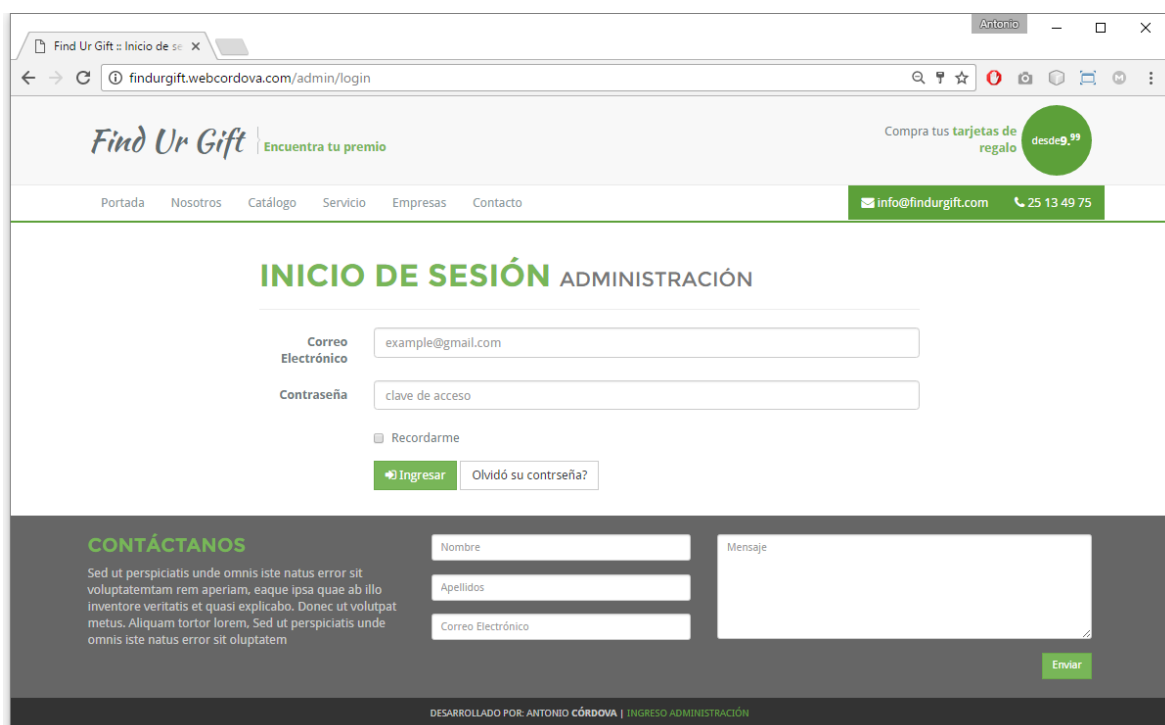 Antonio
Find Ur Gift :: Inicio de se
findurgift.webcordova.com/admin/login
Find Ur Gift
Encuentra tu premio
Compra tus tarjetas de
regalo
desde9.99
Portada Nosotros Catálogo Servicio Empresas Contacto
info@findurgift.com 25 13 49 75
INICIO DE SESIÓN ADMINISTRACIÓN
Correo
Electrónico
example@gmail.com
Contraseña
clave de acceso
Recordarme
Ingresar
Olvidó su contrseña?
CONTÁCTANOS
Sed ut perspiciatis unde omnis iste natus error sit
voluptatemtam rem aperiam, eaque ipsa quae ab illo
inventore veritatis et quasi explicabo. Donec ut volutpat
metus. Aliquam tortor lorem, Sed ut perspiciatis unde
omnis iste natus error sit oluptatem
Nombre
Apellidos
Correo Electrónico
Mensaje
Enviar
DESARROLLADO POR: ANTONIO CÓRDOVA | INGRESO ADMINISTRACIÓN